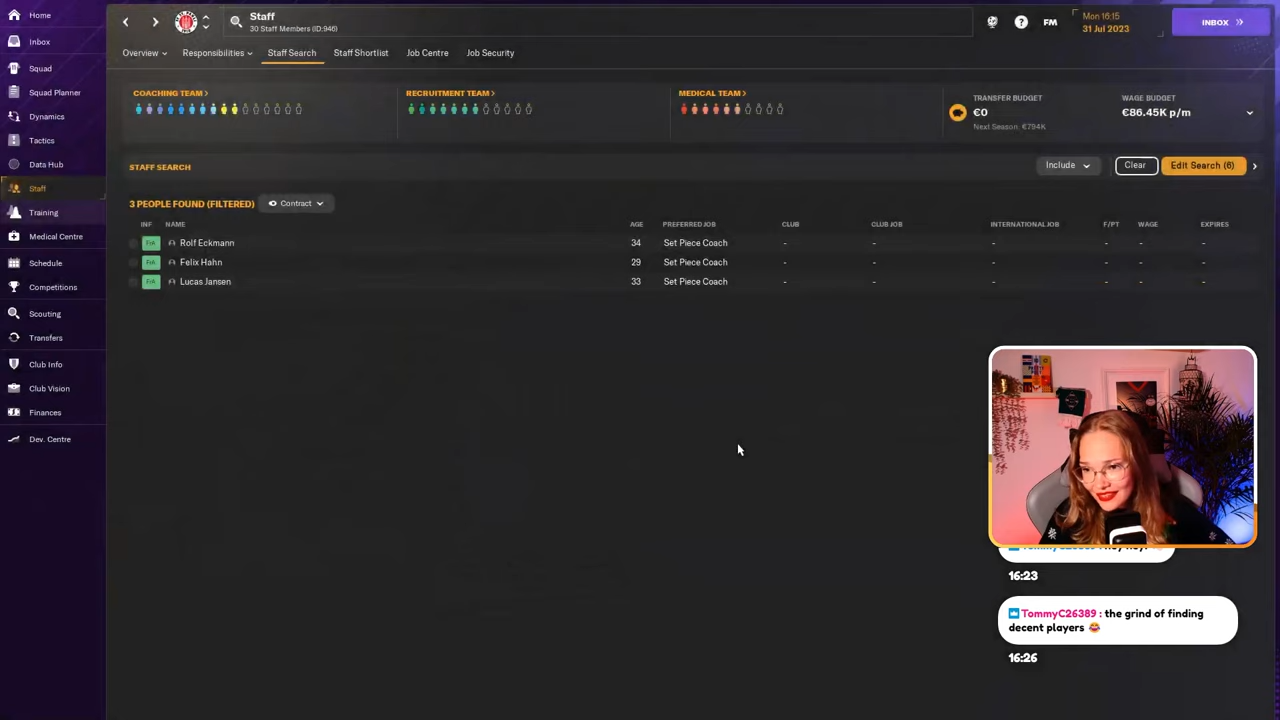 Home
Inbox
Squad
Squad Planner
Dynamics
Tactics
Data Hub
Staff
Training
Medical Centre
Schedule
Competitions
Scouting
Transfers
Club Info
Club Vision
Finances
Dev. Centre
Staff
30 Staff Members (ID:946)
FM
Mon 16:15
31 Jul 2023
INBOX
Overview
Responsibilities
Staff Search
Staff Shortlist
Job Centre
Job Security
COACHING TEAM >
RECRUITMENT TEAM >
MEDICAL TEAM >
TRANSFER BUDGET
€0
Next Season: €794K
WAGE BUDGET
€86.45K p/m
STAFF SEARCH
Include
Clear
Edit Search (6)
3 PEOPLE FOUND (FILTERED)
Contract
INF NAME AGE PREFERRED JOB CLUB CLUB JOB INTERNATIONAL JOB F/PT WAGE EXPIRES
FrA Rolf Eckmann 34 Set Piece Coach - - - - - -
FrA Felix Hahn 29 Set Piece Coach - - - - - -
FrA Lucas Jansen 33 Set Piece Coach - - - - - -
16:23
TommyC26389 : the grind of finding
decent players 😂
16:26